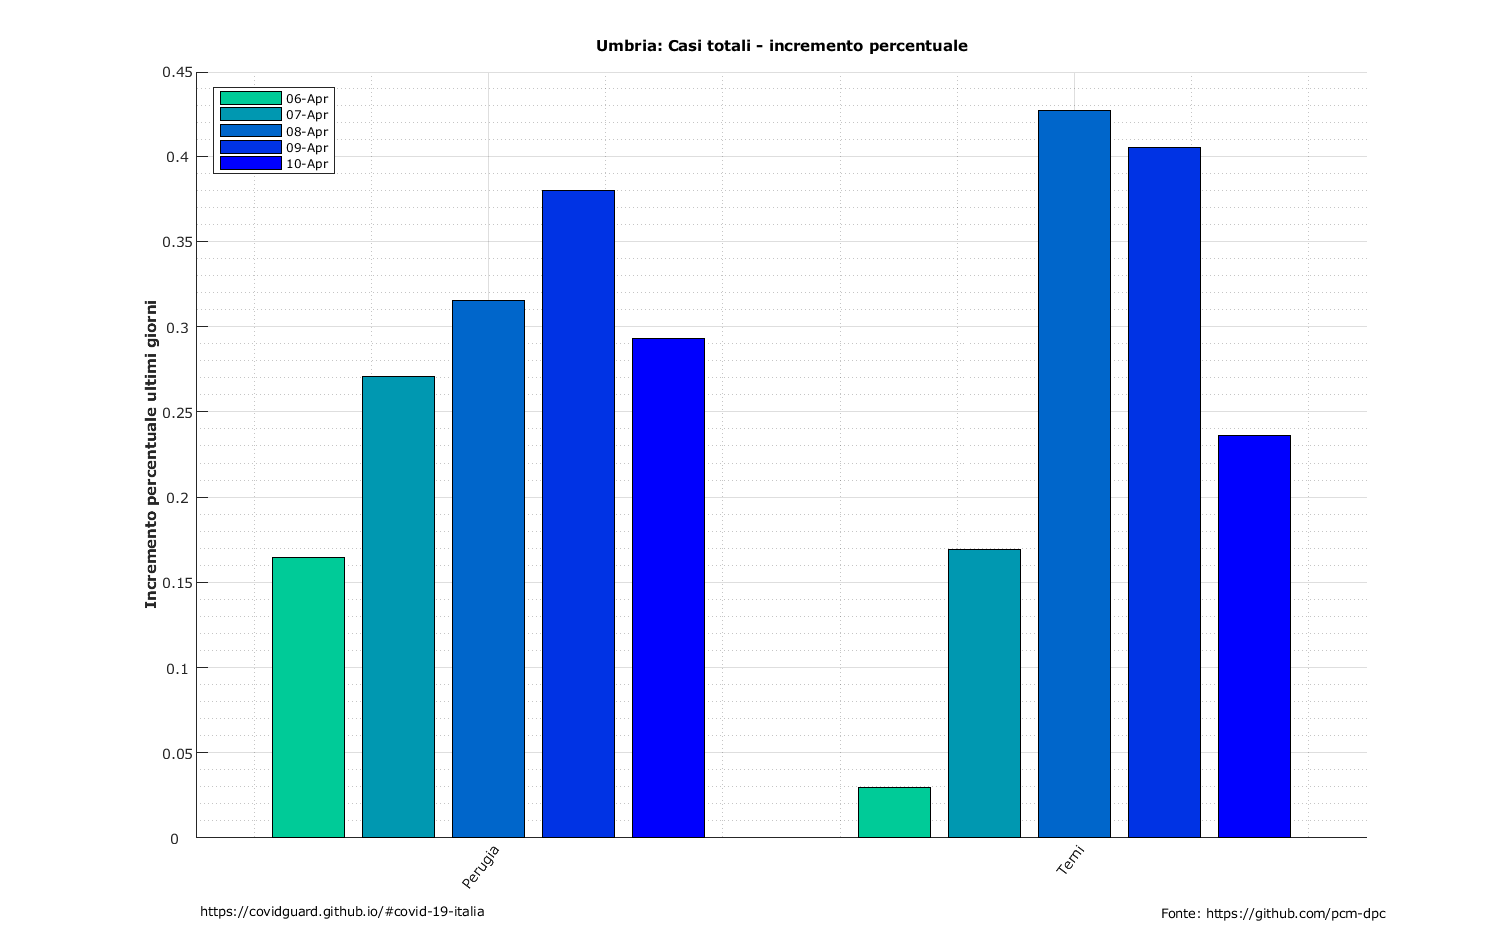 Umbria: Casi totali - incremento percentuale
0.45
0.4
0.35
0.3
0.25
0.2
0.15
0.1
0.05
0
Incremento percentuale ultimi giorni
06-Apr
07-Apr
08-Apr
09-Apr
10-Apr
Perugia
Terni
https://covidguard.github.io/#covid-19-italia
Fonte: https://github.com/pcm-dpc